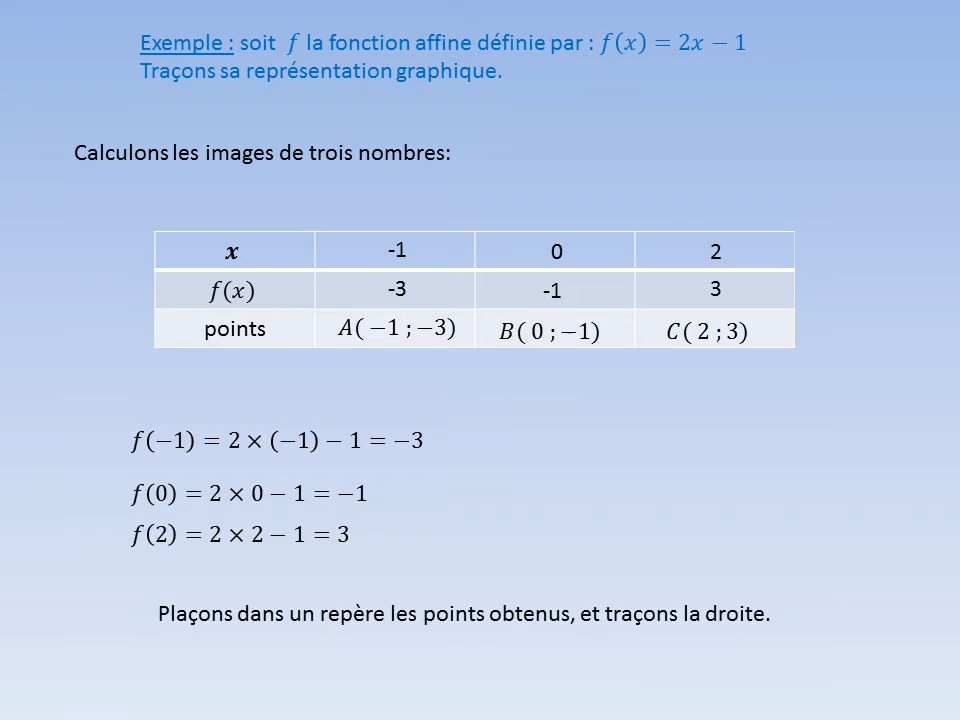 Exemple : soit f la fonction affine définie par : f(x) = 2x − 1
Traçons sa représentation graphique.
Calculons les images de trois nombres:
x -1 0 2
f(x) -3 -1 3
points A( −1 ; −3) B( 0 ; −1) C( 2 ; 3)
f(−1) = 2 × (−1) − 1 = −3
f(0) = 2 × 0 − 1 = −1
f(2) = 2 × 2 − 1 = 3
Plaçons dans un repère les points obtenus, et traçons la droite.